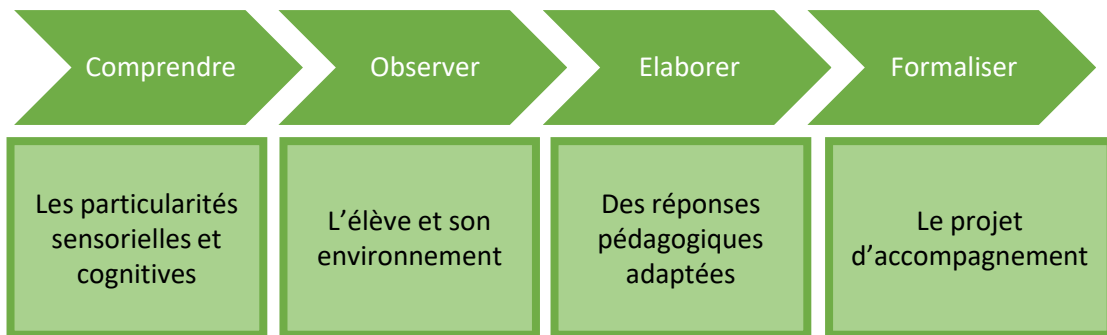 Comprendre
Observer
Elaborer
Formaliser
Les particularités
sensorielles et
cognitives
L’élève et son
environnement
Des réponses
pédagogiques
adaptées
Le projet
d’accompagnement